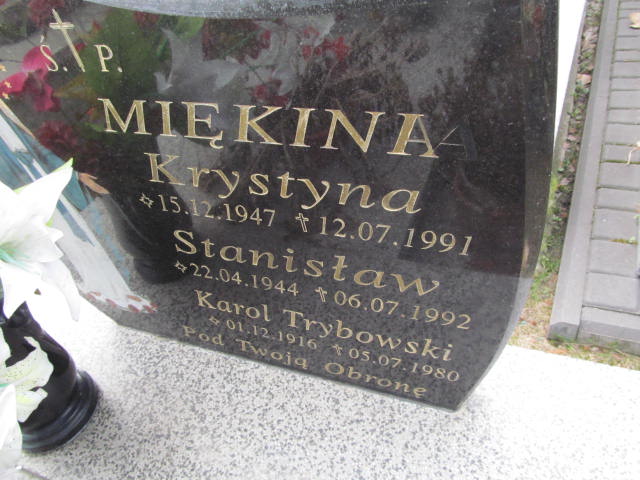 Ś. P.
MIĘKINA
Krystyna
15.12.1947 12.07.1991
Stanisław
22.04.1944 06.07.1992
Karol Trybowski
01.12.1916 05.07.1980
Pod Twoją Obronę